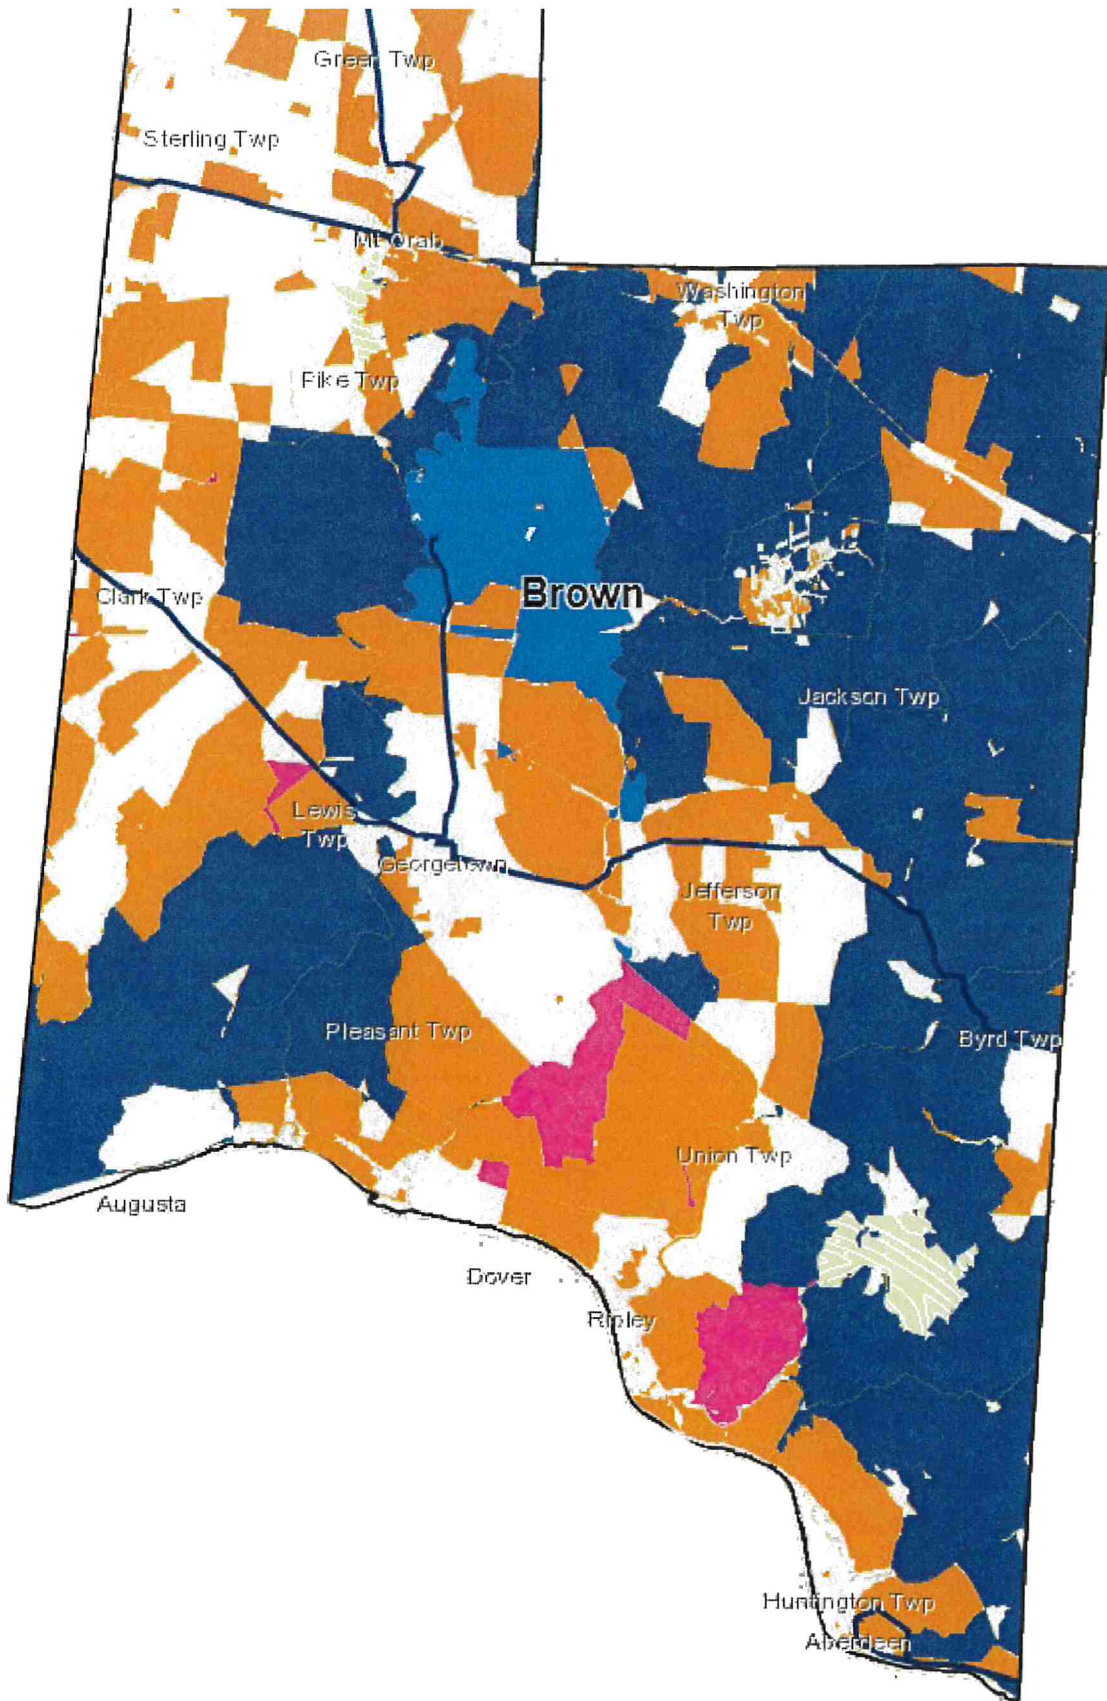 Green Twp
Sterling Twp
Mt Orab
Washington
Twp
Pike Twp
Brown
Clark Twp
Jackson Twp
Lewis
Twp
Georgetown
Jefferson
Twp
Pleasant Twp
Byrd Twp
Union Twp
Augusta
Dover
Ripley
Huntington Twp
Aberdeen